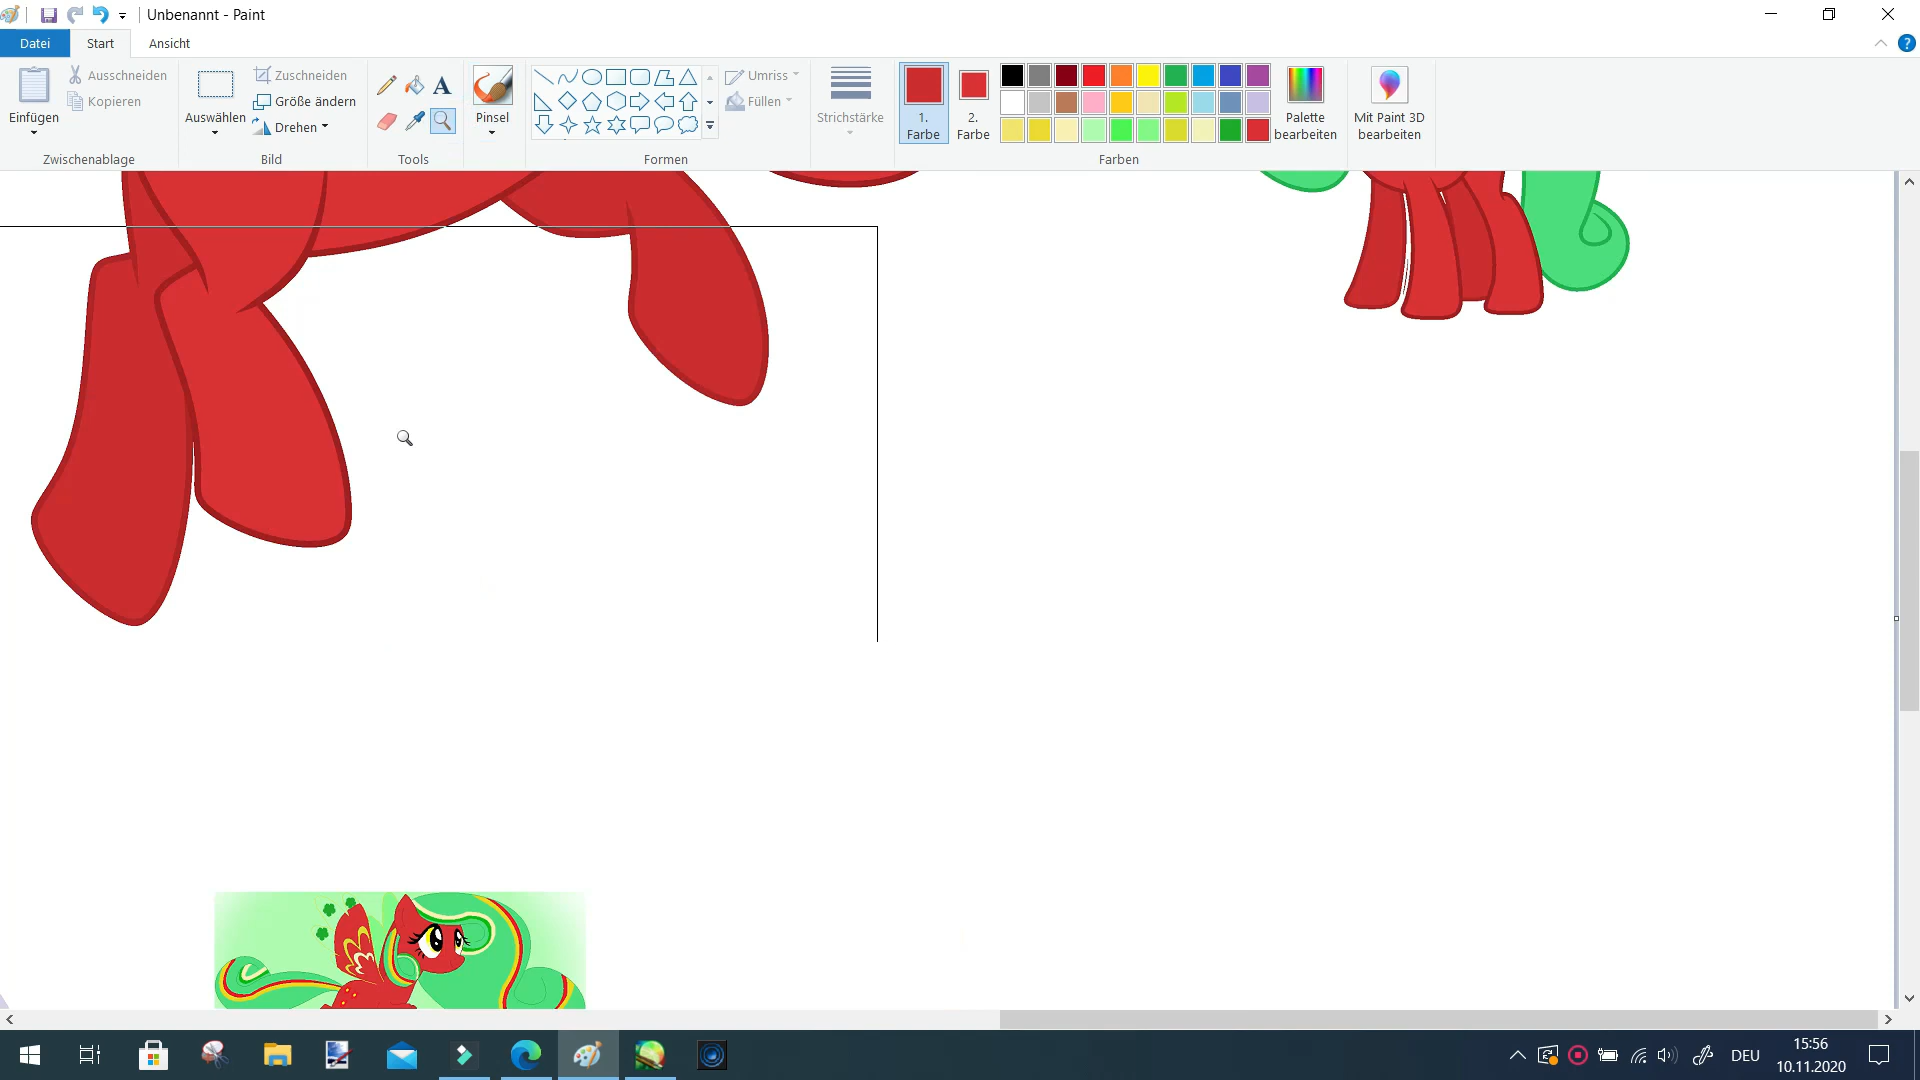 Unbenannt - Paint
Datei
Start
Ansicht
Einfügen
Ausschneiden
Kopieren
Zwischenablage
Auswählen
Zuschneiden
Größe ändern
Drehen
Bild
A
Tools
Pinsel
Umriss
Füllen
Formen
Strichstärke
1.
Farbe
2.
Farbe
Palette
bearbeiten
Farben
Mit Paint 3D
bearbeiten
?
DEU
15:56
10.11.2020